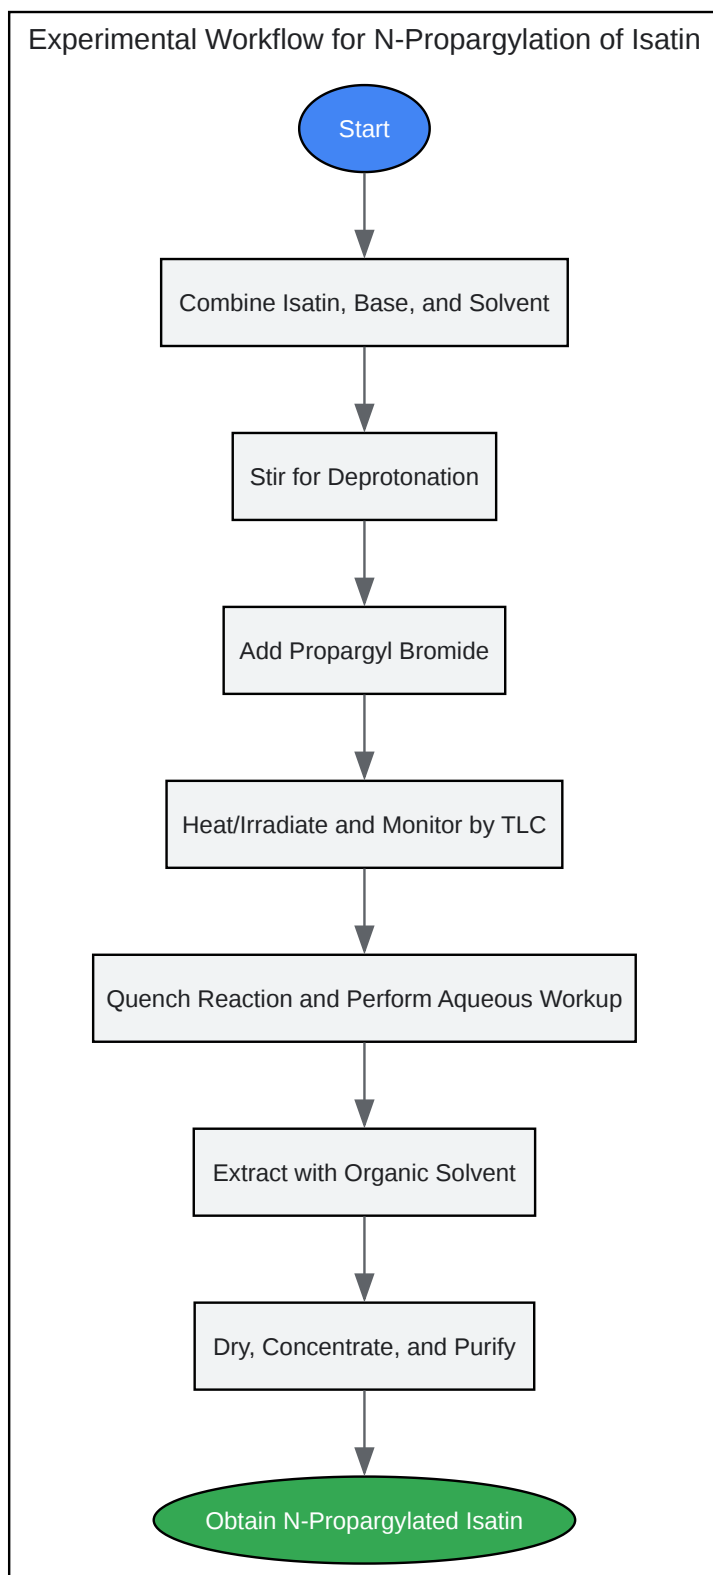 Experimental Workflow for N-Propargylation of Isatin
Start
Combine Isatin, Base, and Solvent
Stir for Deprotonation
Add Propargyl Bromide
Heat/Irradiate and Monitor by TLC
Quench Reaction and Perform Aqueous Workup
Extract with Organic Solvent
Dry, Concentrate, and Purify
Obtain N-Propargylated Isatin